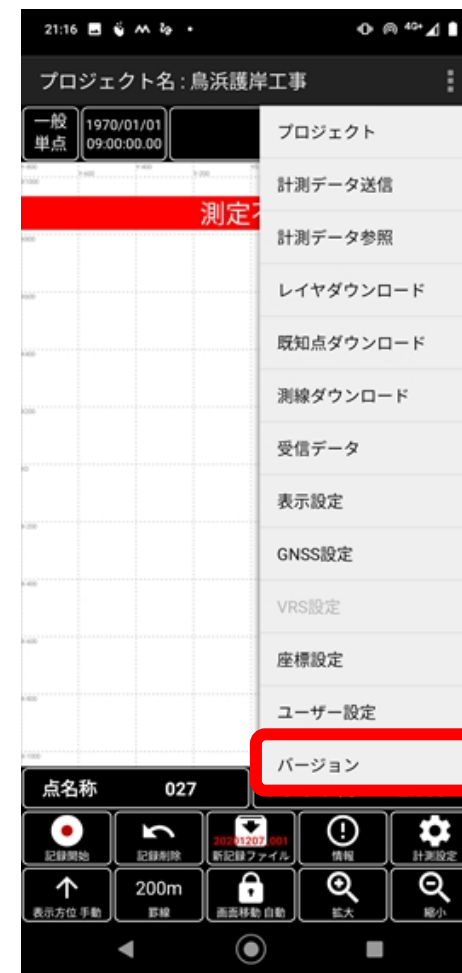 21:16
4G+
プロジェクト名 : 鳥浜護岸工事
一般
単点
1970/01/01
09:00:00.00
測定
プロジェクト
計測データ送信
計測データ参照
レイヤダウンロード
既知点ダウンロード
測線ダウンロード
受信データ
表示設定
GNSS設定
VRS設定
座標設定
ユーザー設定
バージョン
点名称 027
記録開始
記録削除
20201207_001
新記録ファイル
情報
計測設定
表示方位 手動
200m
罫線
画面移動 自動
拡大
縮小